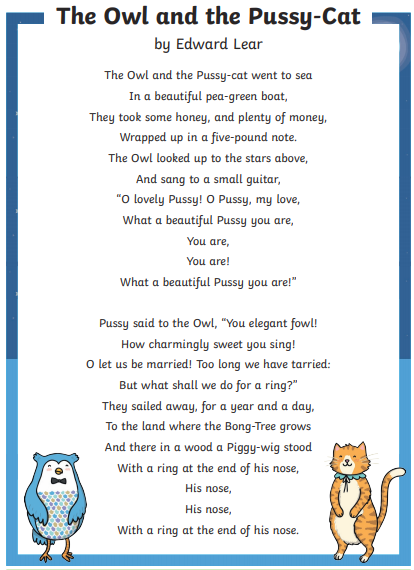 The Owl and the Pussy-Cat
by Edward Lear
The Owl and the Pussy-cat went to sea
In a beautiful pea-green boat,
They took some honey, and plenty of money,
Wrapped up in a five-pound note.
The Owl looked up to the stars above,
And sang to a small guitar,
“O lovely Pussy! O Pussy, my love,
What a beautiful Pussy you are,
You are,
You are!
What a beautiful Pussy you are!”
Pussy said to the Owl, “You elegant fowl!
How charmingly sweet you sing!
O let us be married! Too long we have tarried:
But what shall we do for a ring?”
They sailed away, for a year and a day,
To the land where the Bong-Tree grows
And there in a wood a Piggy-wig stood
With a ring at the end of his nose,
His nose,
His nose,
With a ring at the end of his nose.